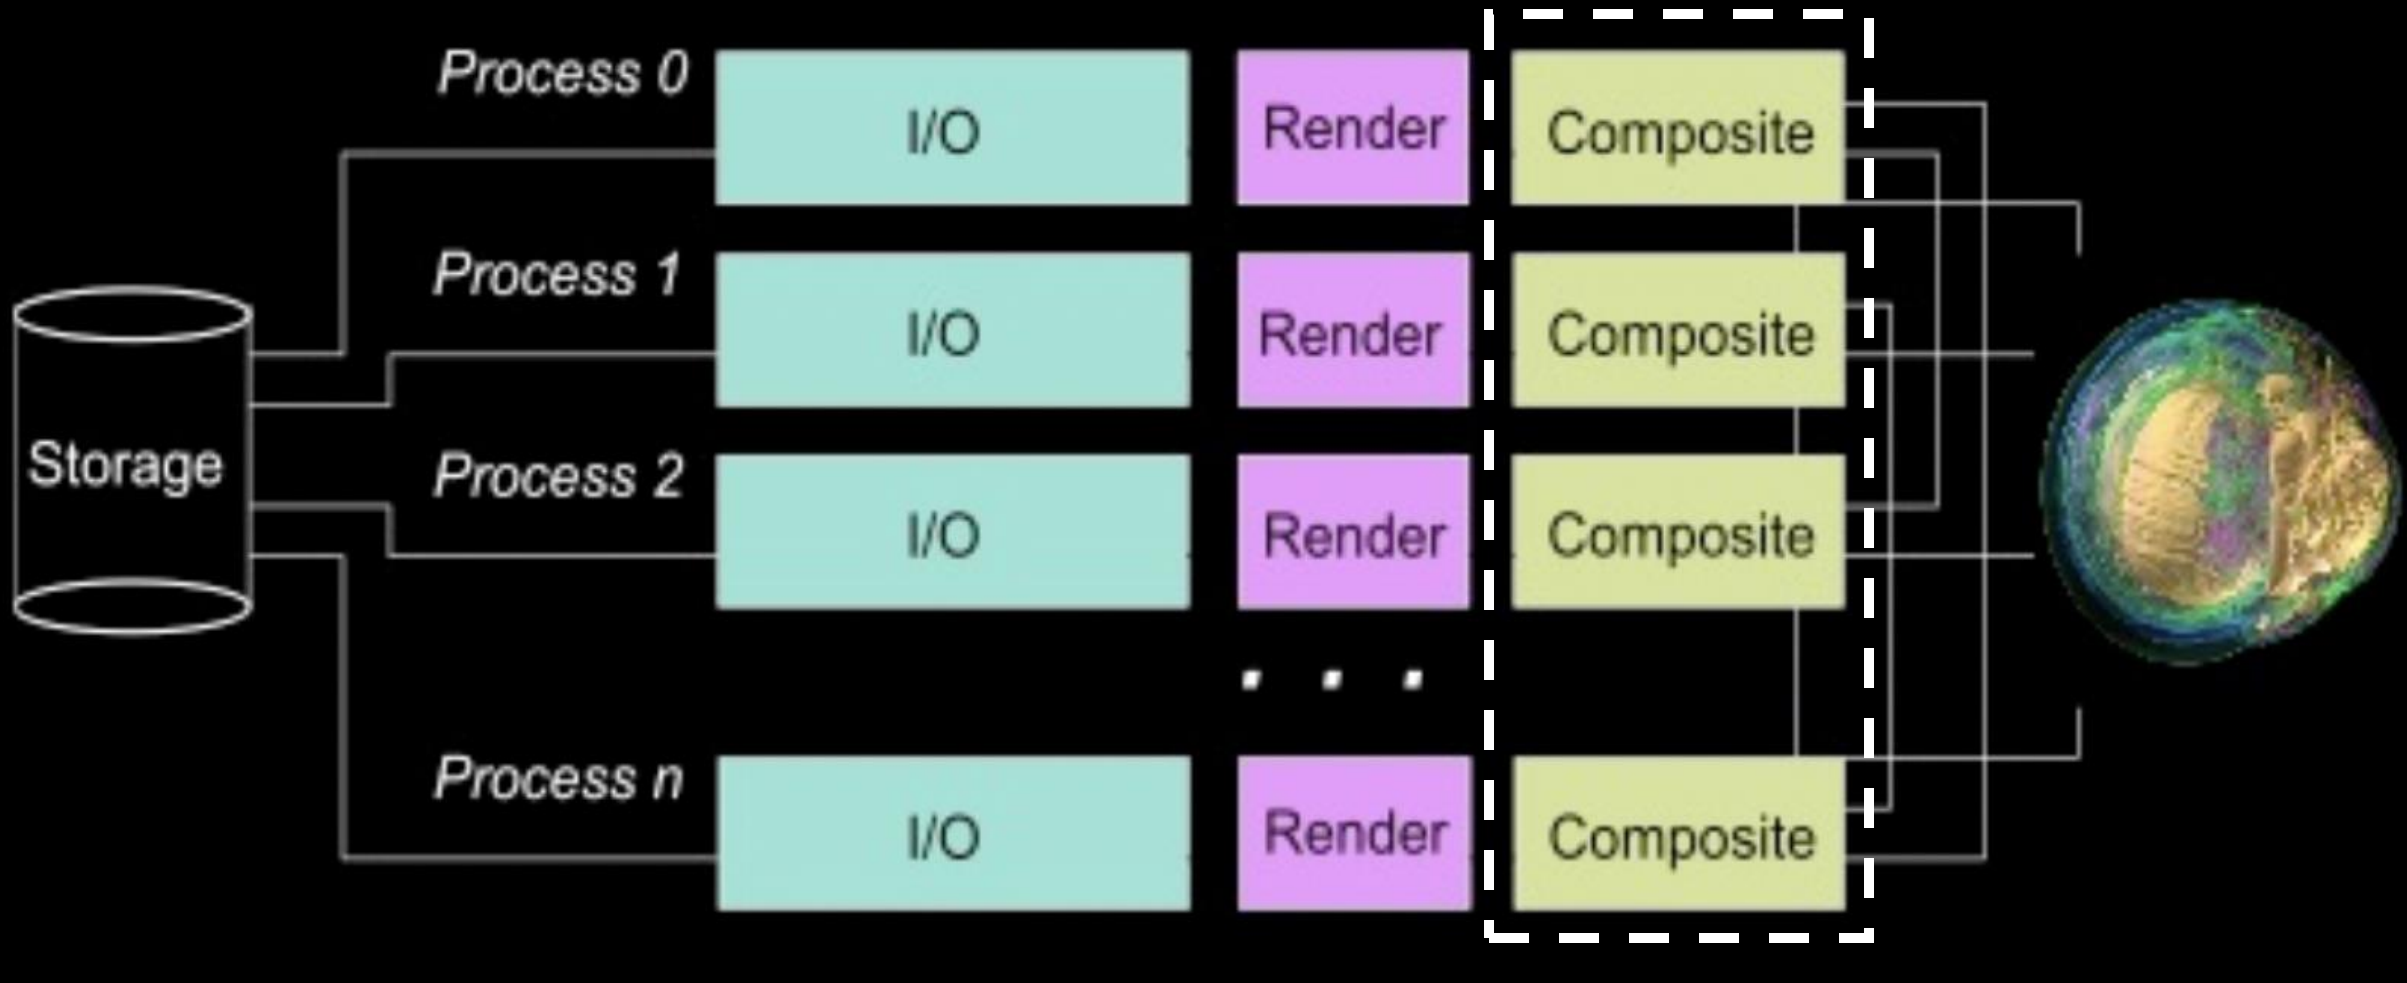 Process 0
I/O
Render
Composite
Process 1
I/O
Render
Composite
Storage
Process 2
I/O
Render
Composite
. . .
Process n
I/O
Render
Composite